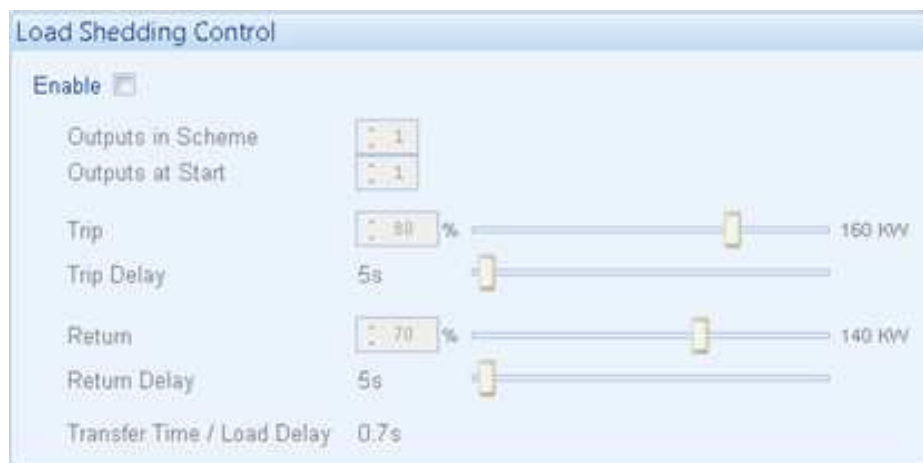 Load Shedding Control
Enable
Outputs in Scheme 1
Outputs at Start 1
Trip 80 % 160 KW
Trip Delay 5s
Return 70 % 140 KW
Return Delay 5s
Transfer Time / Load Delay 0.7s